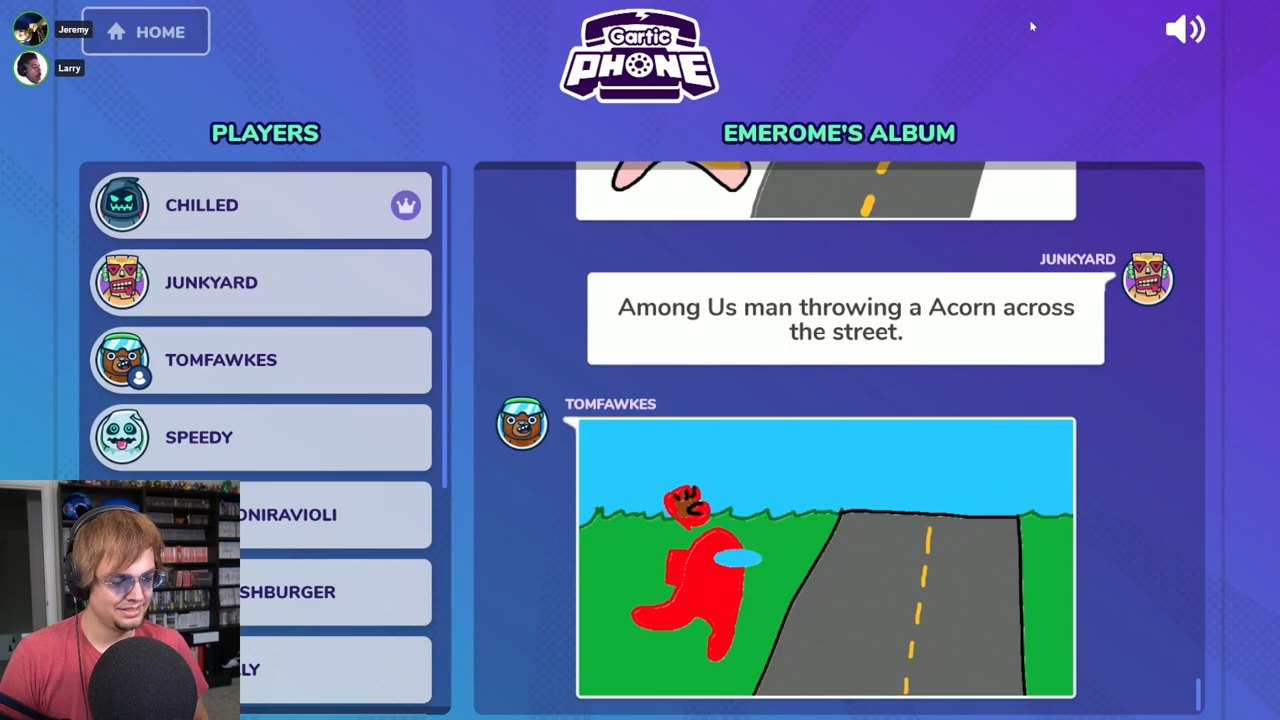 Jeremy
HOME
Larry
Gartic
PHONE
PLAYERS
CHILLED
JUNKYARD
TOMFAWKES
SPEEDY
ONIRAVIOLI
SHBURGER
LY
EMEROME'S ALBUM
JUNKYARD
Among Us man throwing a Acorn across
the street.
TOMFAWKES